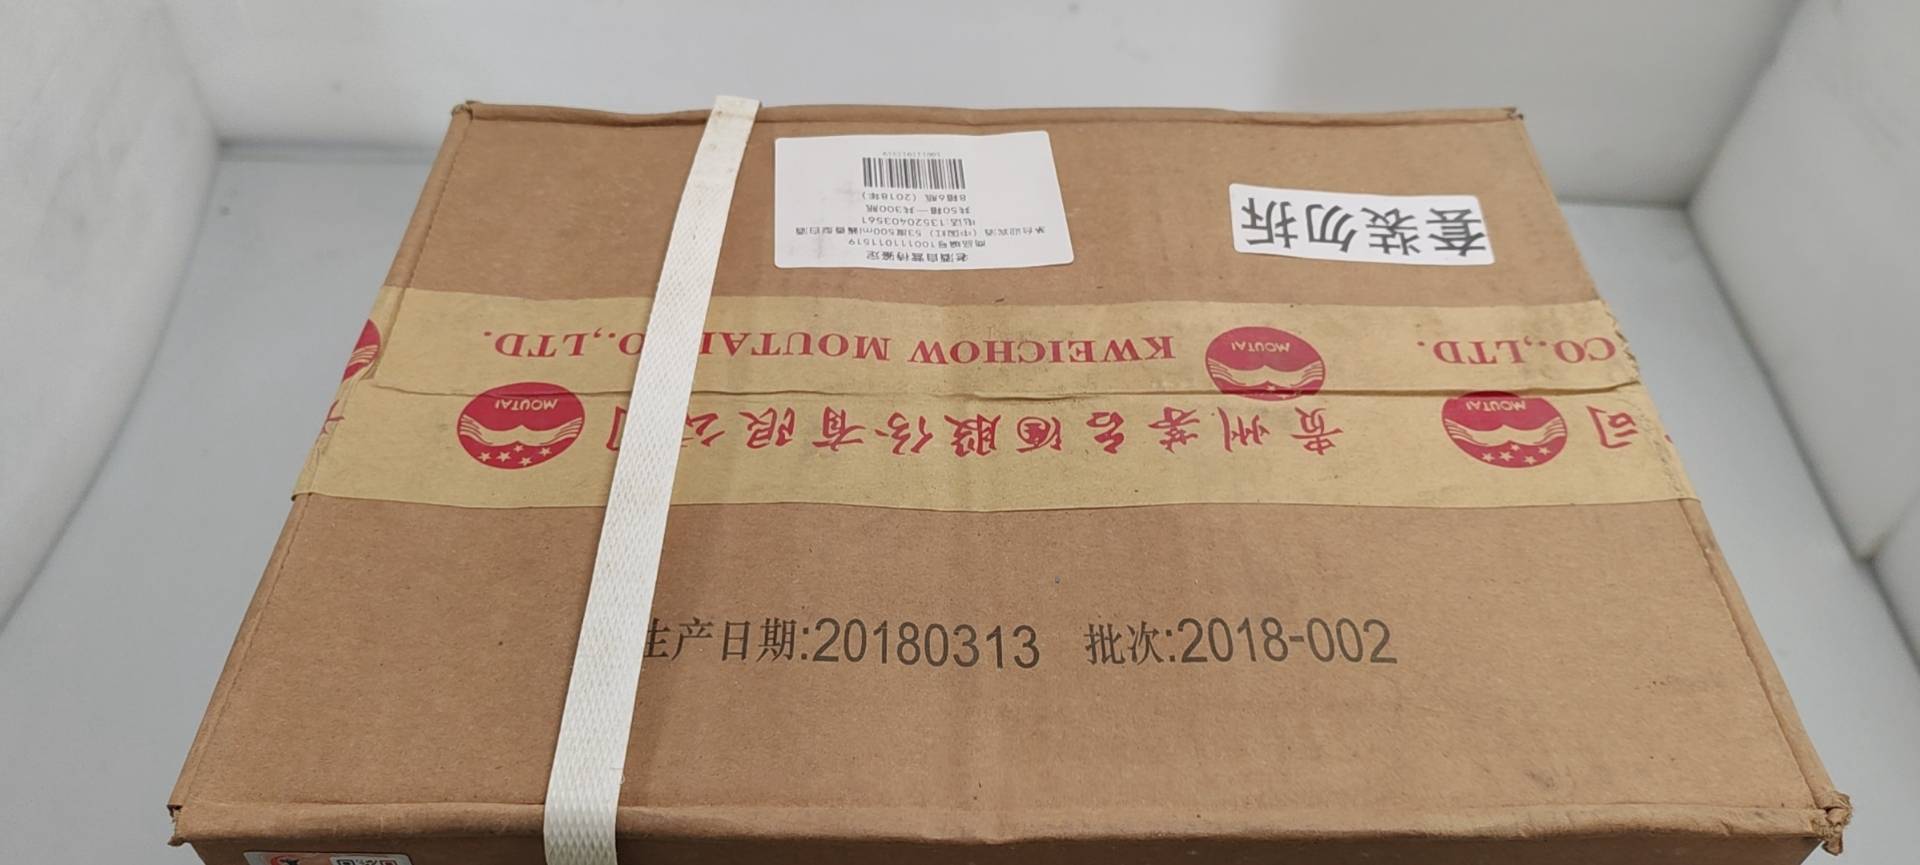 老酒自营待鉴定
商品编号100111011519
茅台迎宾酒（中国红）53度500ml酱香型白酒
电话:13520403561
共50箱一共300瓶
8箱6瓶（2018年）
套装勿拆
CO.,LTD.
MOUTAI
KWEICHOW MOUTAI CO.,LTD.
司
MOUTAI
贵州茅台酒股份有限公司
MOUTAI
生产日期:20180313 批次:2018-002